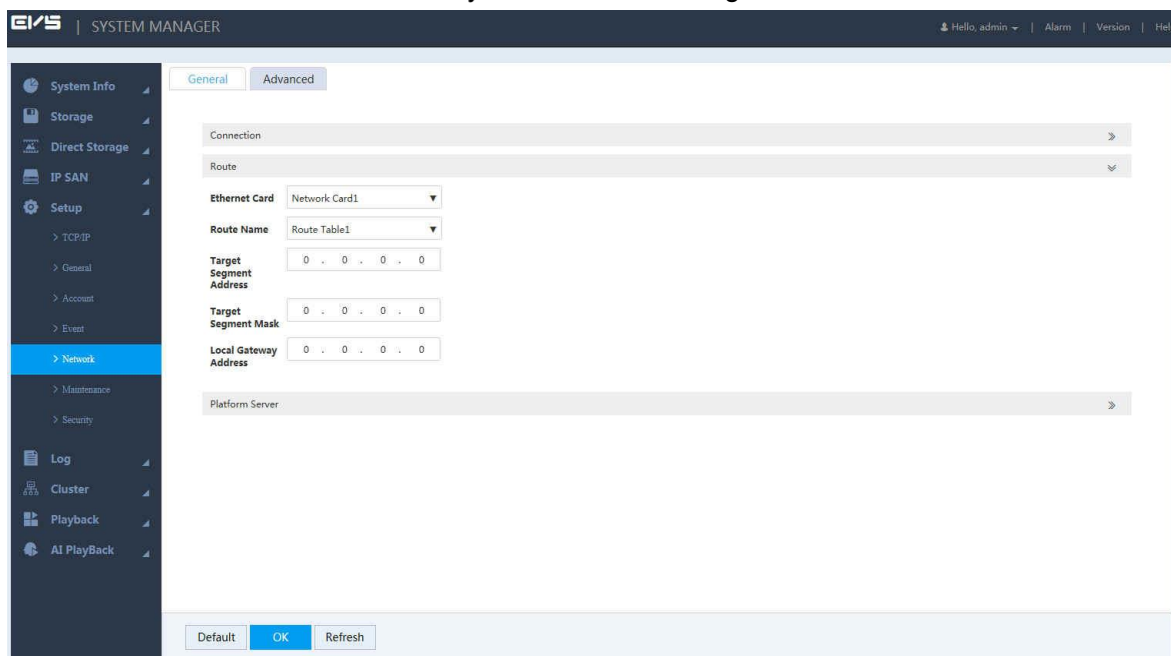 EVS | SYSTEM MANAGER
Hello, admin | Alarm | Version |
General Advanced
System Info
Storage
Direct Storage
IP SAN
Setup
> TCP/IP
> General
> Account
> Event
> Network
> Maintenance
> Security
Log
Cluster
Playback
AI PlayBack
Connection
Route
Ethernet Card Network Card1
Route Name Route Table1
Target Segment Address 0 . 0 . 0 . 0
Target Segment Mask 0 . 0 . 0 . 0
Local Gateway Address 0 . 0 . 0 . 0
Platform Server
Default OK Refresh